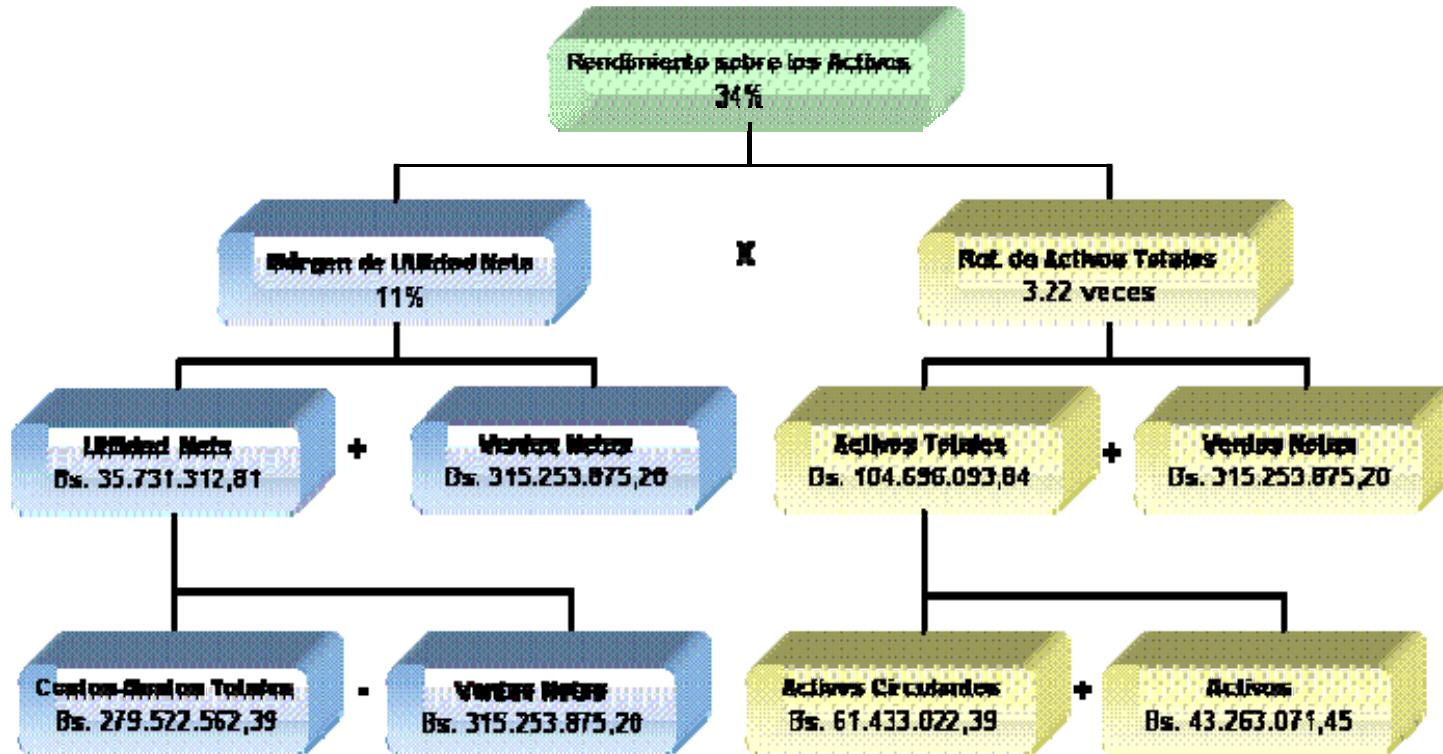 Rendimiento sobre los Activos
34%
Márgen de Utilidad Neta
11%
X
Rot. de Activos Totales
3.22 veces
Utilidad Neta
Bs. 35.731.312,81
+
Ventas Netas
Bs. 315.253.875,20
Activos Totales
Bs. 104.696.093,84
+
Ventas Netas
Bs. 315.253.875,20
Costos-Gastos Totales
Bs. 279.522.562,39
-
Ventas Netas
Bs. 315.253.875,20
Activos Circulantes
Bs. 61.433.022,39
+
Activos
Bs. 43.263.071,45